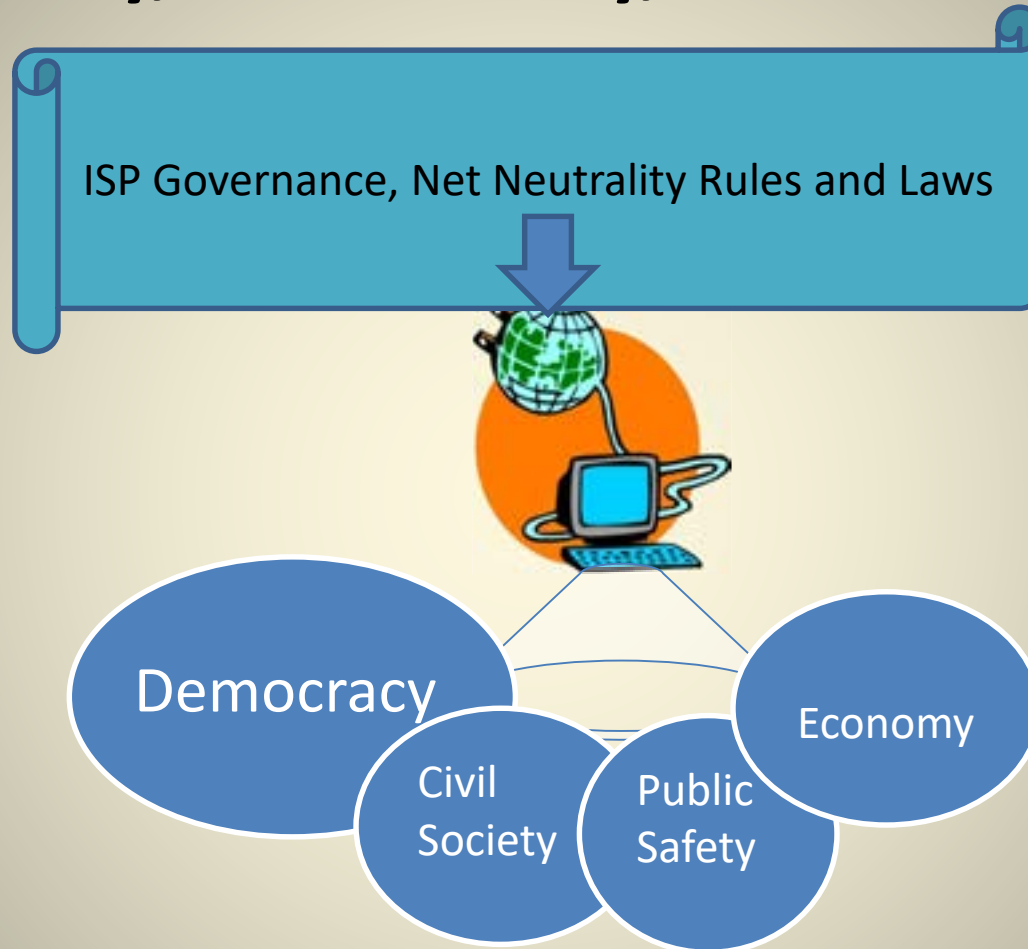 ISP Governance, Net Neutrality Rules and Laws
Democracy
Economy
Civil
Society
Public
Safety